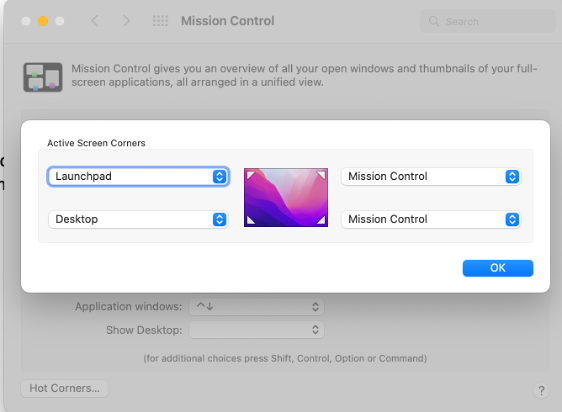 Mission Control
Search
Mission Control gives you an overview of all your open windows and thumbnails of your full-
screen applications, all arranged in a unified view.
Active Screen Corners
Launchpad
Mission Control
Desktop
Mission Control
OK
Application windows: ^↓
Show Desktop:
(for additional choices press Shift, Control, Option or Command)
Hot Corners...
?